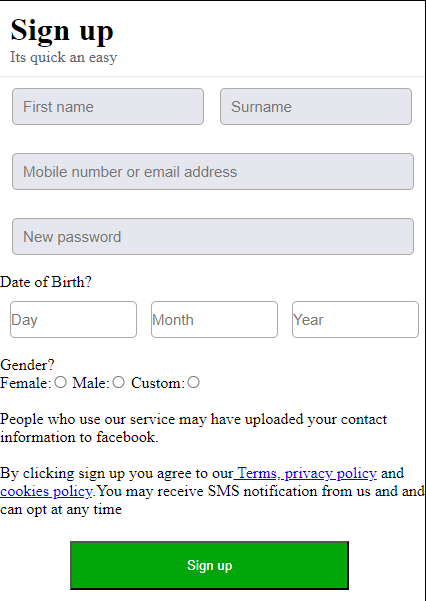 Sign up
Its quick an easy
First name Surname
Mobile number or email address
New password
Date of Birth?
Day Month Year
Gender?
Female: Male: Custom:
People who use our service may have uploaded your contact
information to facebook.
By clicking sign up you agree to our Terms, privacy policy and
cookies policy.You may receive SMS notification from us and and
can opt at any time
Sign up